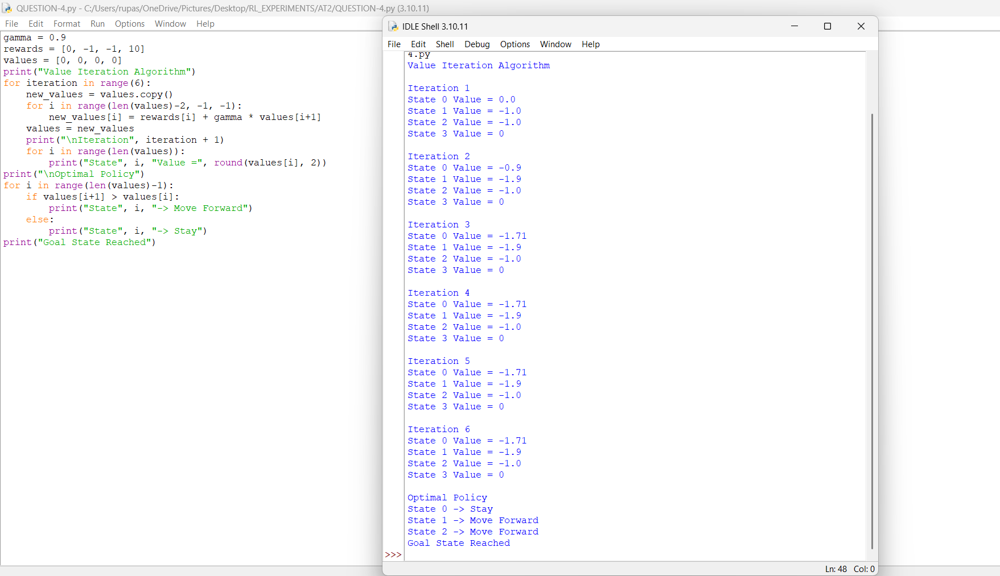 QUESTION-4.py - C:/Users/rupas/OneDrive/Pictures/Desktop/RL_EXPERIMENTS/AT2/QUESTION-4.py (3.10.11)
File Edit Format Run Options Window Help
gamma = 0.9
rewards = [0, -1, -1, 10]
values = [0, 0, 0, 0]
print("Value Iteration Algorithm")
for iteration in range(6):
    new_values = values.copy()
    for i in range(len(values)-2, -1, -1):
        new_values[i] = rewards[i] + gamma * values[i+1]
    values = new_values
    print("\nIteration", iteration + 1)
    for i in range(len(values)):
        print("State", i, "Value =", round(values[i], 2))
print("\nOptimal Policy")
for i in range(len(values)-1):
    if values[i+1] > values[i]:
        print("State", i, "-> Move Forward")
    else:
        print("State", i, "-> Stay")
print("Goal State Reached")
IDLE Shell 3.10.11
File Edit Shell Debug Options Window Help
4.py
Value Iteration Algorithm
Iteration 1
State 0 Value = 0.0
State 1 Value = -1.0
State 2 Value = -1.0
State 3 Value = 0
Iteration 2
State 0 Value = -0.9
State 1 Value = -1.9
State 2 Value = -1.0
State 3 Value = 0
Iteration 3
State 0 Value = -1.71
State 1 Value = -1.9
State 2 Value = -1.0
State 3 Value = 0
Iteration 4
State 0 Value = -1.71
State 1 Value = -1.9
State 2 Value = -1.0
State 3 Value = 0
Iteration 5
State 0 Value = -1.71
State 1 Value = -1.9
State 2 Value = -1.0
State 3 Value = 0
Iteration 6
State 0 Value = -1.71
State 1 Value = -1.9
State 2 Value = -1.0
State 3 Value = 0
Optimal Policy
State 0 -> Stay
State 1 -> Move Forward
State 2 -> Move Forward
Goal State Reached
>>>
Ln: 48 Col: 0